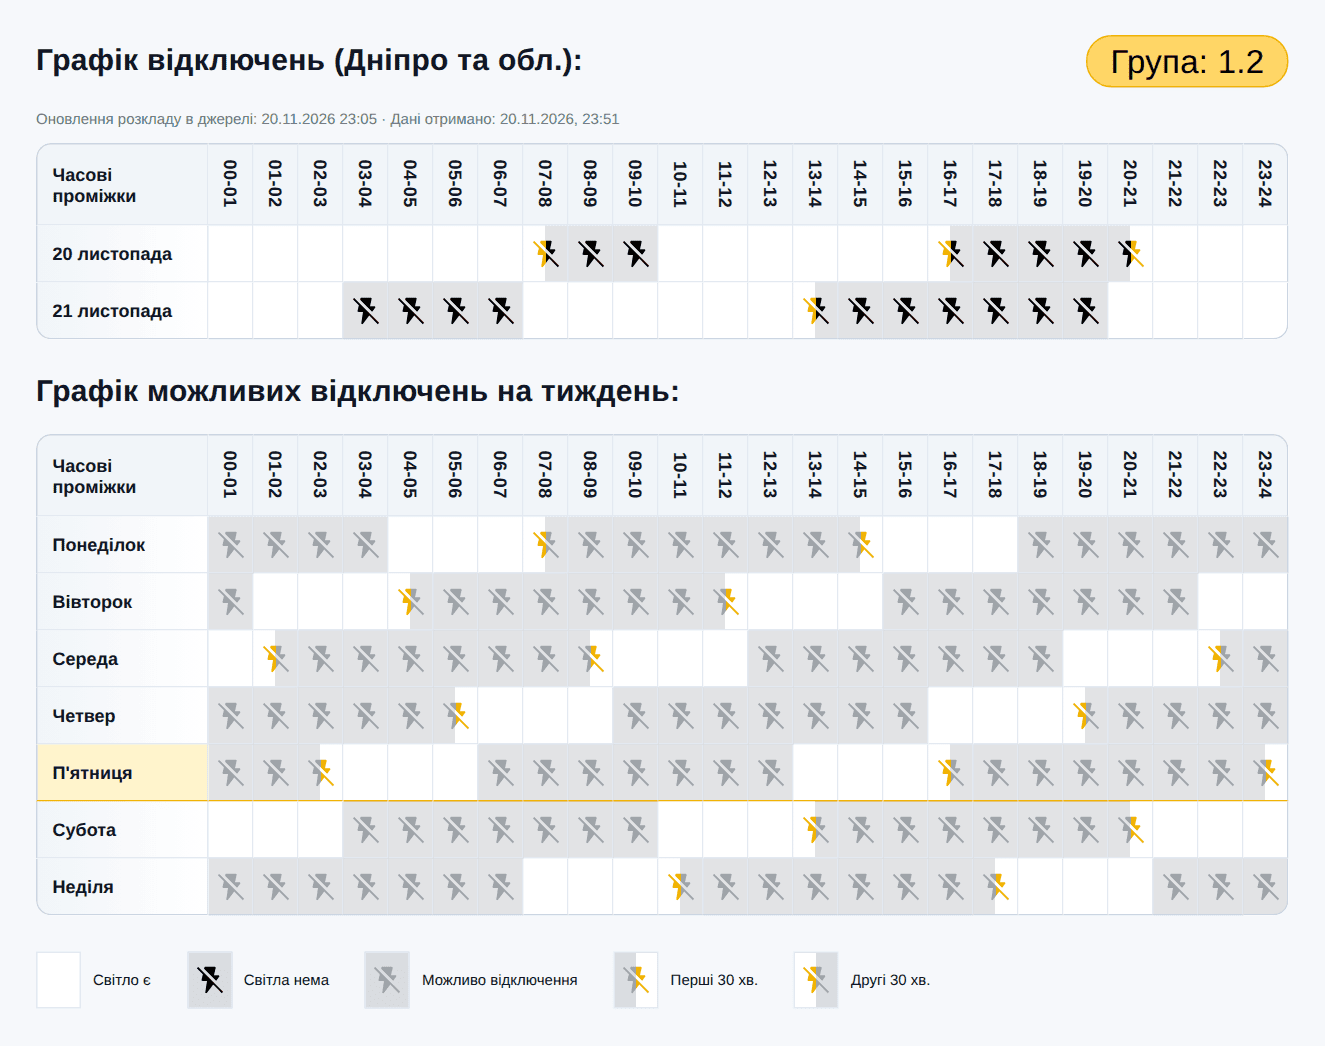 Графік відключень (Дніпро та обл.):
Група: 1.2
Оновлення розкладу в джерелі: 20.11.2026 23:05 · Дані отримано: 20.11.2026, 23:51
Часові проміжки 00-01 01-02 02-03 03-04 04-05 05-06 06-07 07-08 08-09 09-10 10-11 11-12 12-13 13-14 14-15 15-16 16-17 17-18 18-19 19-20 20-21 21-22 22-23 23-24
20 листопада
21 листопада
Графік можливих відключень на тиждень:
Часові проміжки 00-01 01-02 02-03 03-04 04-05 05-06 06-07 07-08 08-09 09-10 10-11 11-12 12-13 13-14 14-15 15-16 16-17 17-18 18-19 19-20 20-21 21-22 22-23 23-24
Понеділок
Вівторок
Середа
Четвер
П'ятниця
Субота
Неділя
Світло є Світла нема Можливо відключення Перші 30 хв. Другі 30 хв.